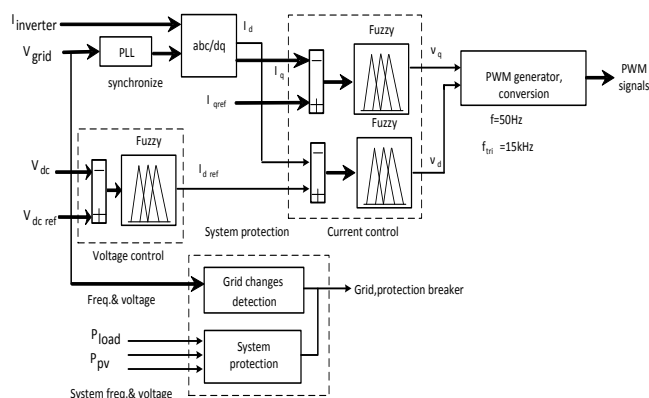 I inverter
I d
Fuzzy
V grid
PLL
abc/dq
synchronize
I q
ν q
PWM generator,
conversion
PWM
signals
I qref
Fuzzy
f=50Hz
f tri =15kHz
Fuzzy
V dc
V dc ref
I d ref
ν d
System protection
Current control
Voltage control
Grid changes
detection
Grid,protection breaker
Freq.& voltage
P load
P pv
System
protection
System freq.& voltage